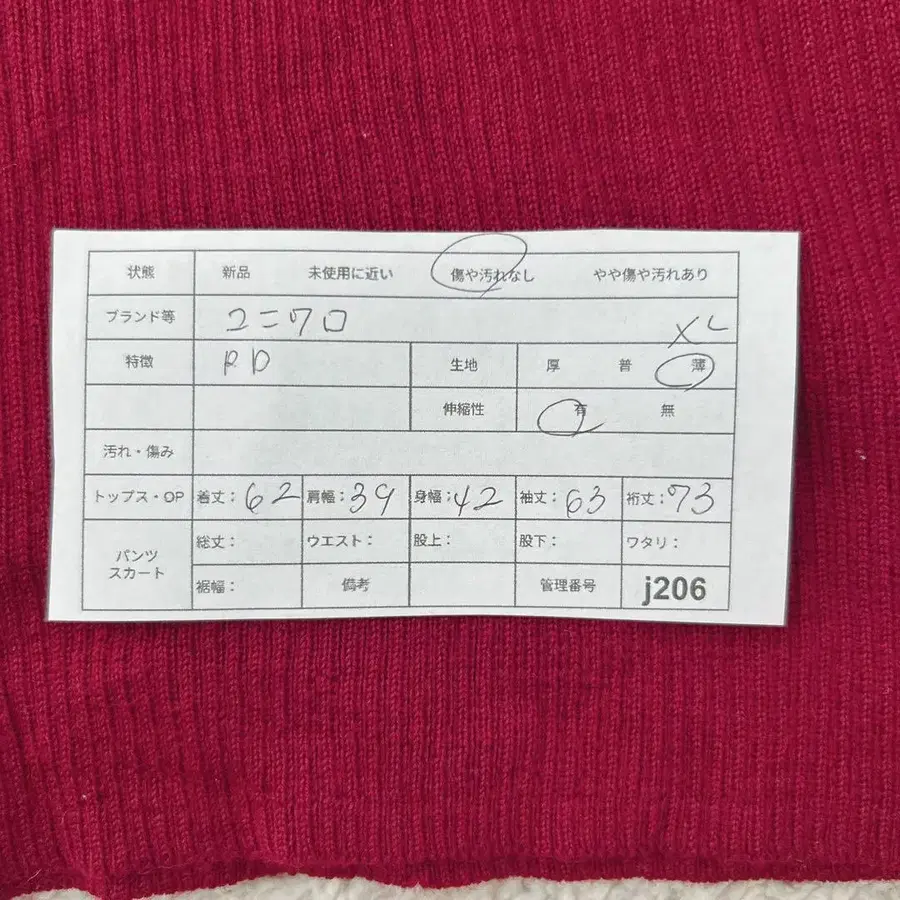 状態 新品 未使用に近い 傷や汚れなし やや傷や汚れあり
ブランド等 ユニクロ XL
特徴 RD 生地 厚 普 薄
伸縮性 有 無
汚れ・傷み
トップス・OP 着丈：62 肩幅：39 身幅：42 袖丈：63 裄丈：73
パンツ スカート 総丈： ウエスト： 股上： 股下： ワタリ：
裾幅： 備考 管理番号 j206